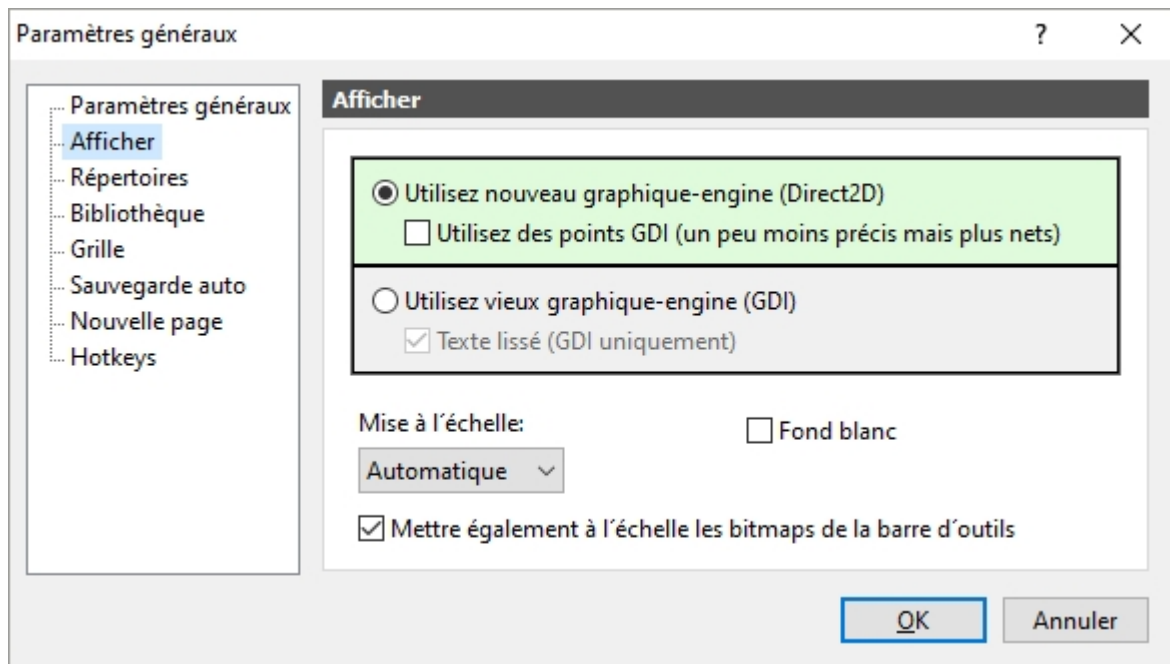 Paramètres généraux
?
Paramètres généraux
Afficher
Répertoires
Bibliothèque
Grille
Sauvegarde auto
Nouvelle page
Hotkeys
Afficher
Utilisez nouveau graphique-engine (Direct2D)
Utilisez des points GDI (un peu moins précis mais plus nets)
Utilisez vieux graphique-engine (GDI)
Texte lissé (GDI uniquement)
Mise à l´échelle:
Fond blanc
Automatique
Mettre également à l´échelle les bitmaps de la barre d´outils
OK
Annuler